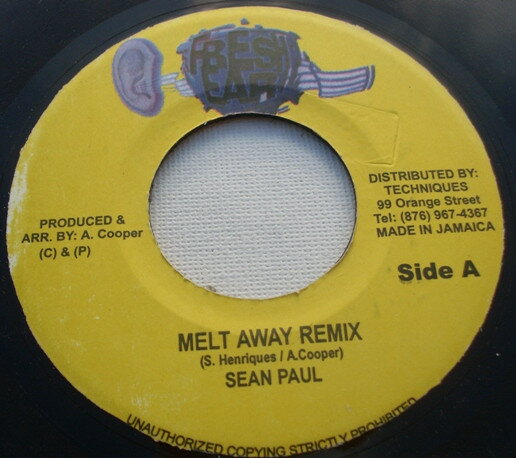 FRESH
EAR
PRODUCED &
ARR. BY: A. Cooper
(C) & (P)
DISTRIBUTED BY:
TECHNIQUES
99 Orange Street
Tel: (876) 967-4367
MADE IN JAMAICA
Side A
MELT AWAY REMIX
(S. Henriques / A.Cooper)
SEAN PAUL
UNAUTHORIZED COPYING STRICTLY PROHIBITED